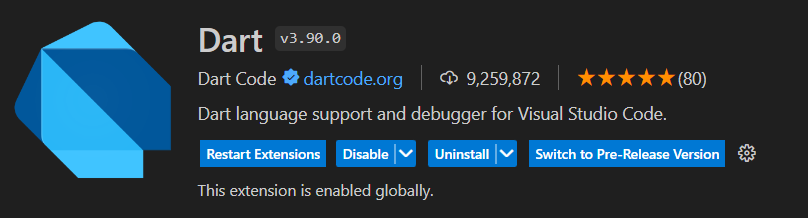 Dart v3.90.0
Dart Code dartcode.org 9,259,872 (80)
Dart language support and debugger for Visual Studio Code.
Restart Extensions Disable Uninstall Switch to Pre-Release Version
This extension is enabled globally.